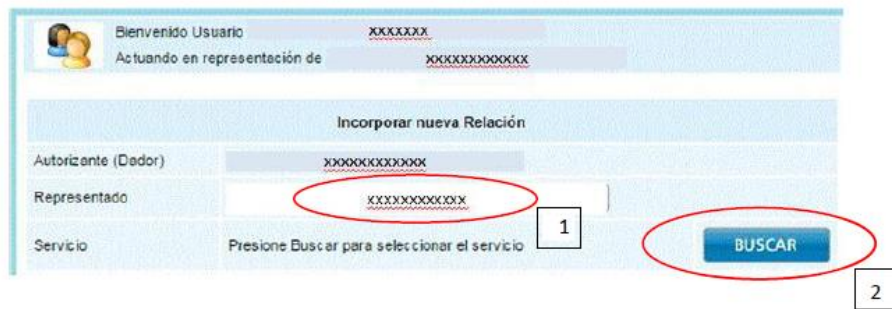 Bienvenido Usuario xxxxxxx
Actuando en representación de xxxxxxxxxxxx
Incorporar nueva Relación
Autorizante (Dador) xxxxxxxxxxxx
Representado xxxxxxxxxxxx
1
Servicio Presione Buscar para seleccionar el servicio BUSCAR
2